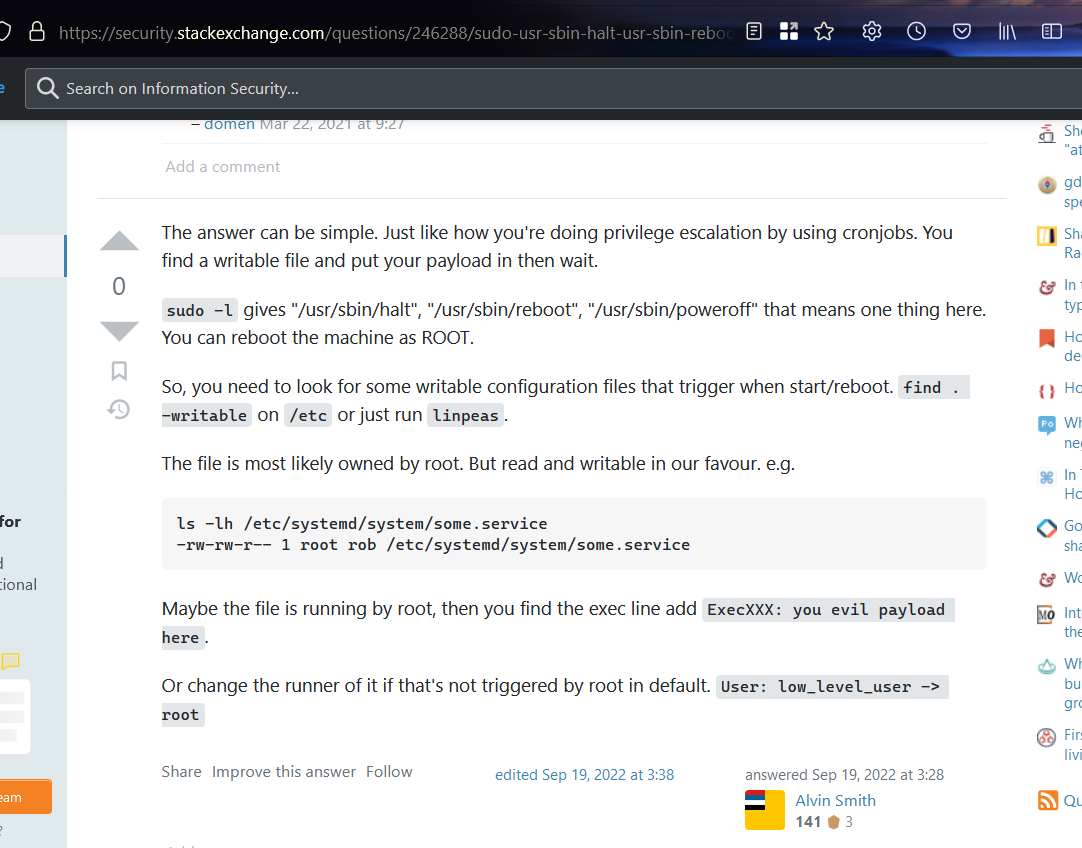 https://security.stackexchange.com/questions/246288/sudo-usr-sbin-halt-usr-sbin-reboo
Search on Information Security...
– domen Mar 22, 2021 at 9:27
Add a comment
The answer can be simple. Just like how you're doing privilege escalation by using cronjobs. You
find a writable file and put your payload in then wait.
0
sudo -l gives "/usr/sbin/halt", "/usr/sbin/reboot", "/usr/sbin/poweroff" that means one thing here.
You can reboot the machine as ROOT.
So, you need to look for some writable configuration files that trigger when start/reboot. find .
-writable on /etc or just run linpeas.
The file is most likely owned by root. But read and writable in our favour. e.g.
ls -lh /etc/systemd/system/some.service
-rw-rw-r-- 1 root rob /etc/systemd/system/some.service
Maybe the file is running by root, then you find the exec line add ExecXXX: you evil payload
here.
Or change the runner of it if that's not triggered by root in default. User: low_level_user ->
root
Share Improve this answer Follow
edited Sep 19, 2022 at 3:38
answered Sep 19, 2022 at 3:28
Alvin Smith
141 3
for
tional
eam
?
She
"at
gd
spe
Sha
Ra
In t
typ
Ho
de
Ho
Wh
neg
In T
Ho
Go
sha
Wo
Int
the
Wh
bu
gro
Firs
livi
Qu